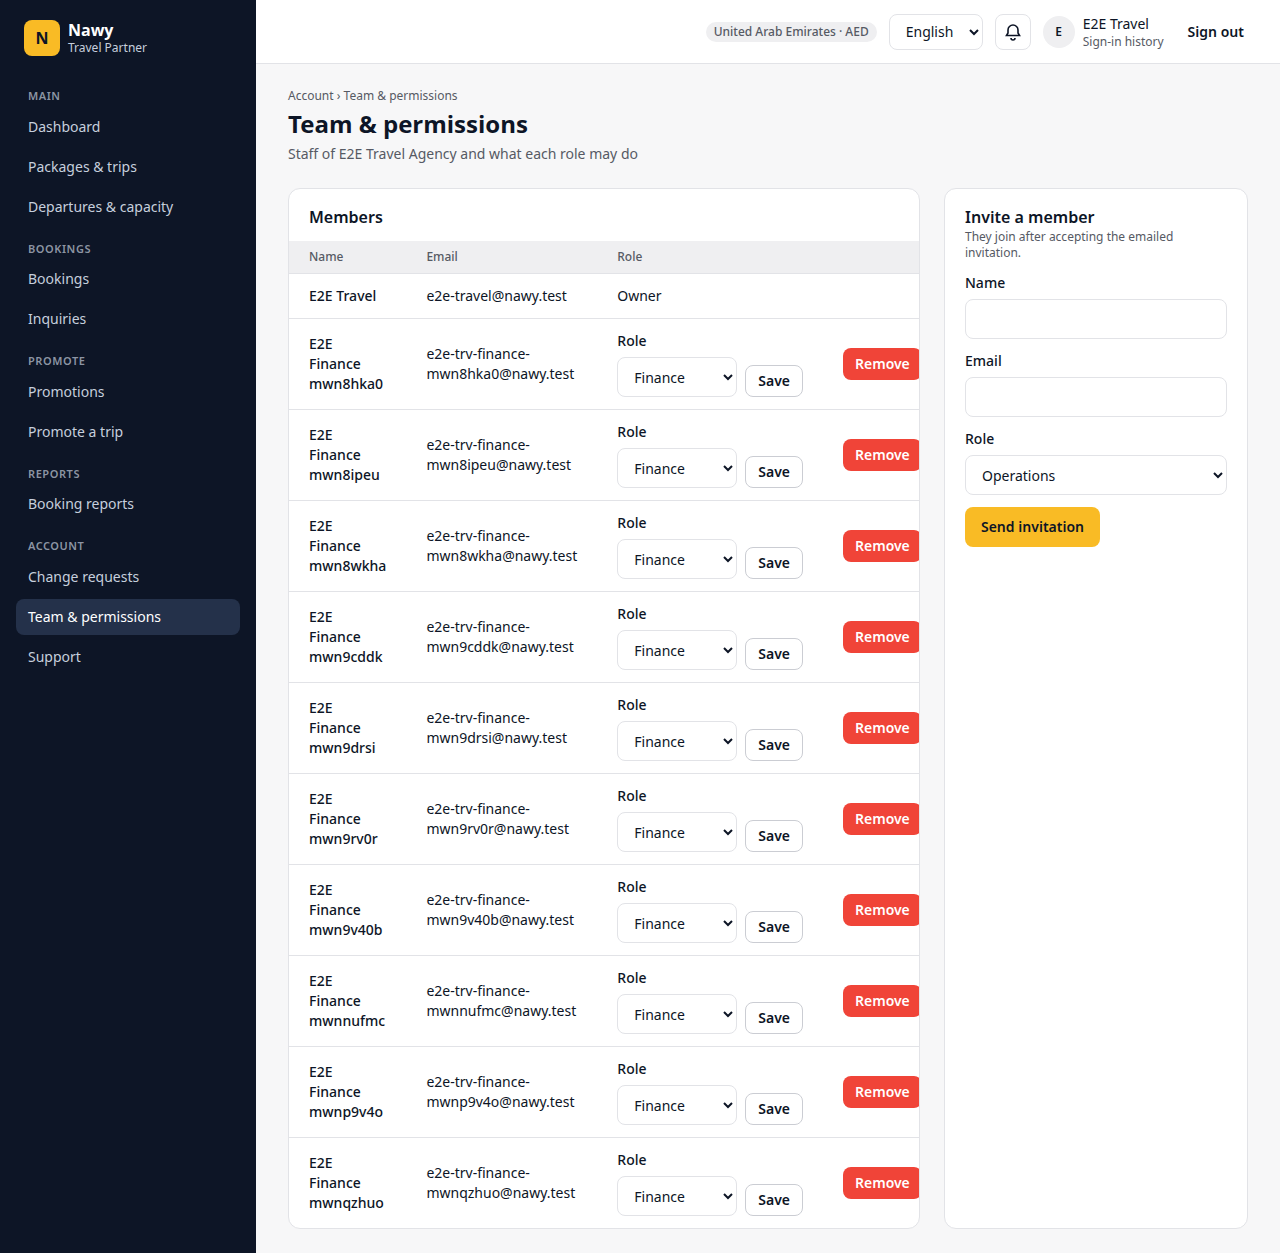 N
Nawy
Travel Partner
MAIN
Dashboard
Packages & trips
Departures & capacity
BOOKINGS
Bookings
Inquiries
PROMOTE
Promotions
Promote a trip
REPORTS
Booking reports
ACCOUNT
Change requests
Team & permissions
Support
United Arab Emirates · AED
English
E
E2E Travel
Sign-in history
Sign out
Account › Team & permissions
Team & permissions
Staff of E2E Travel Agency and what each role may do
Members
Name Email Role
E2E Travel e2e-travel@nawy.test Owner
E2E
Finance
mwn8hka0
e2e-trv-finance-
mwn8hka0@nawy.test
Role
Finance
Save
Remove
E2E
Finance
mwn8ipeu
e2e-trv-finance-
mwn8ipeu@nawy.test
Role
Finance
Save
Remove
E2E
Finance
mwn8wkha
e2e-trv-finance-
mwn8wkha@nawy.test
Role
Finance
Save
Remove
E2E
Finance
mwn9cddk
e2e-trv-finance-
mwn9cddk@nawy.test
Role
Finance
Save
Remove
E2E
Finance
mwn9drsi
e2e-trv-finance-
mwn9drsi@nawy.test
Role
Finance
Save
Remove
E2E
Finance
mwn9rv0r
e2e-trv-finance-
mwn9rv0r@nawy.test
Role
Finance
Save
Remove
E2E
Finance
mwn9v40b
e2e-trv-finance-
mwn9v40b@nawy.test
Role
Finance
Save
Remove
E2E
Finance
mwnnufmc
e2e-trv-finance-
mwnnufmc@nawy.test
Role
Finance
Save
Remove
E2E
Finance
mwnp9v4o
e2e-trv-finance-
mwnp9v4o@nawy.test
Role
Finance
Save
Remove
E2E
Finance
mwnqzhuo
e2e-trv-finance-
mwnqzhuo@nawy.test
Role
Finance
Save
Remove
Invite a member
They join after accepting the emailed
invitation.
Name
Email
Role
Operations
Send invitation